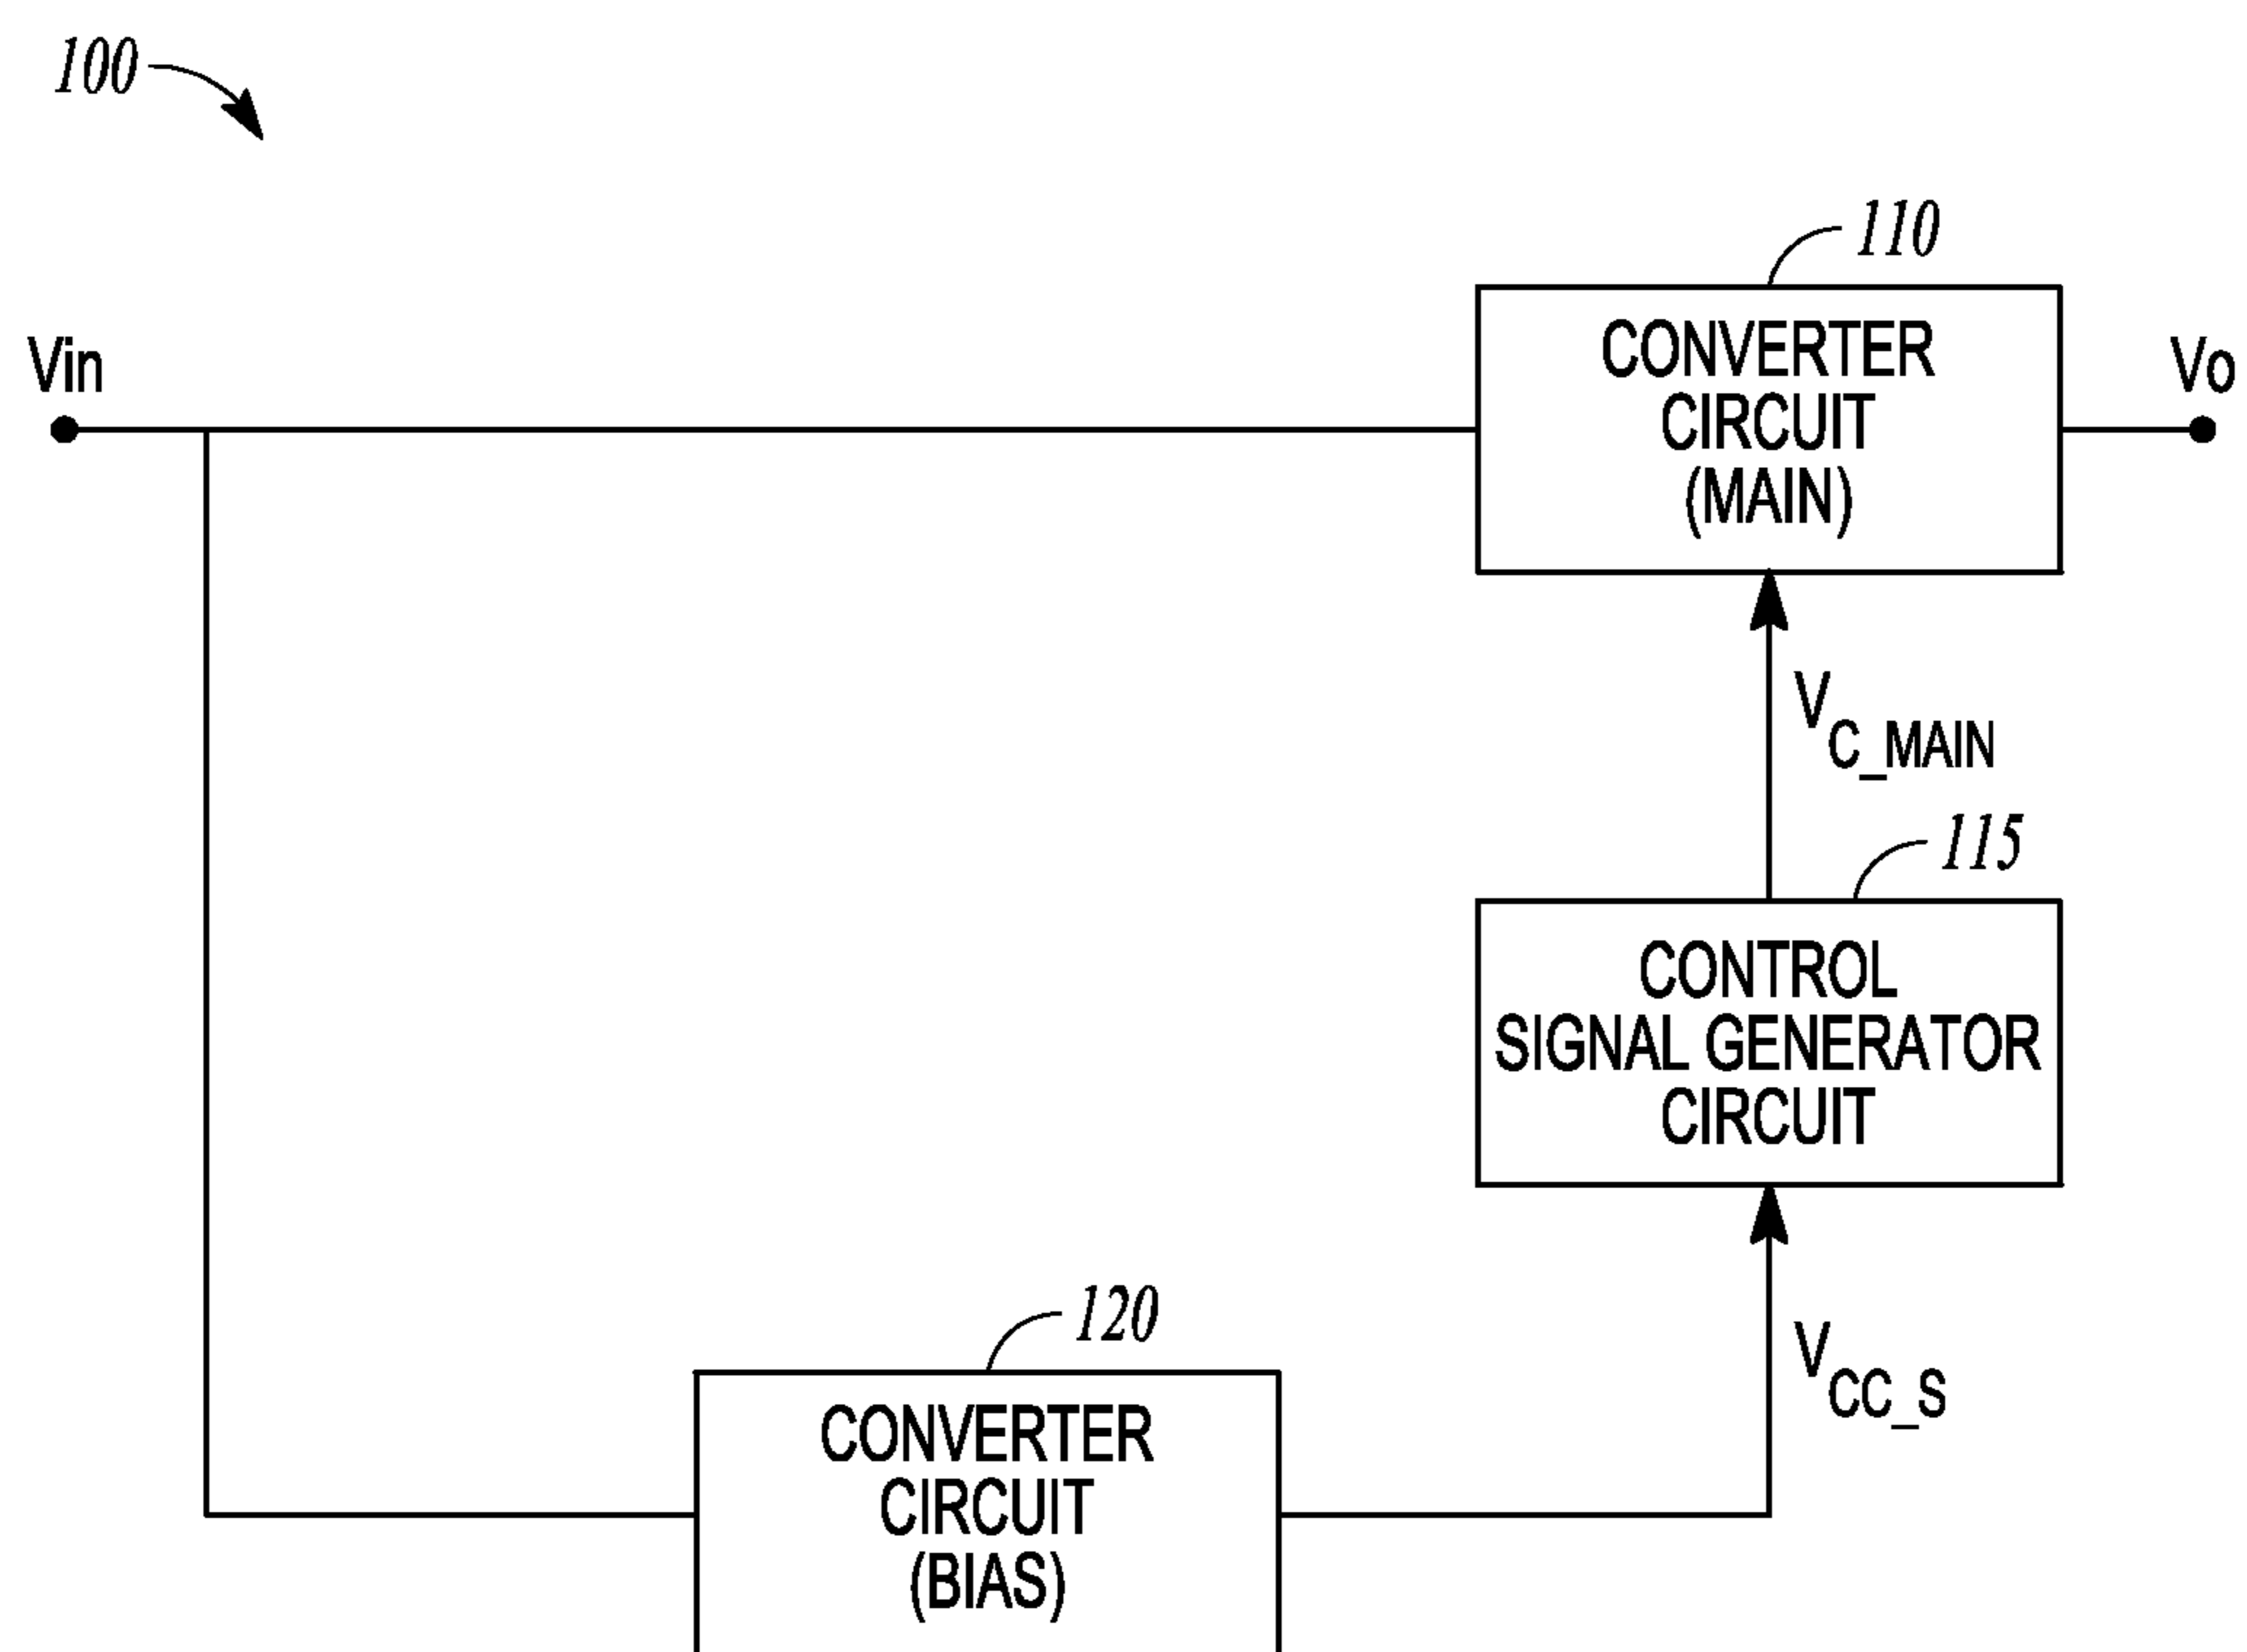 100
110
Vin
CONVERTER
CIRCUIT
(MAIN)
Vo
VC_MAIN
115
CONTROL
SIGNAL GENERATOR
CIRCUIT
120
VCC_S
CONVERTER
CIRCUIT
(BIAS)